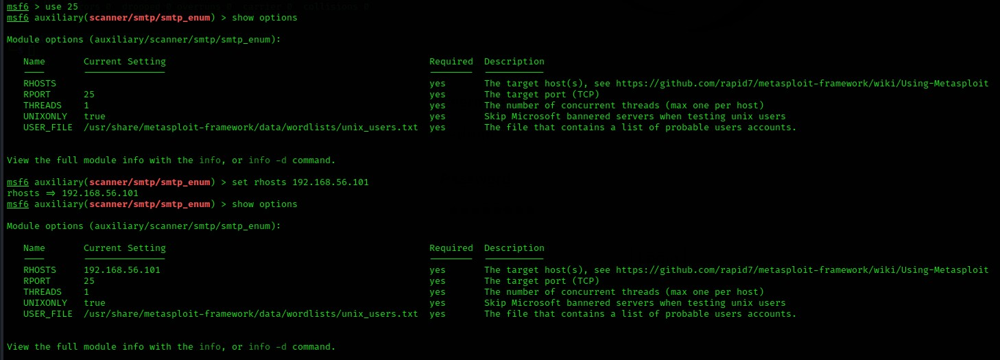 msf6 > use 25
msf6 auxiliary(scanner/smtp/smtp_enum) > show options
Module options (auxiliary/scanner/smtp/smtp_enum):
Name Current Setting Required Description
RHOSTS yes The target host(s), see https://github.com/rapid7/metasploit-framework/wiki/Using-Metasploit
RPORT 25 yes The target port (TCP)
THREADS 1 yes The number of concurrent threads (max one per host)
UNIXONLY true yes Skip Microsoft bannered servers when testing unix users
USER_FILE /usr/share/metasploit-framework/data/wordlists/unix_users.txt yes The file that contains a list of probable users accounts.
View the full module info with the info, or info -d command.
msf6 auxiliary(scanner/smtp/smtp_enum) > set rhosts 192.168.56.101
rhosts => 192.168.56.101
msf6 auxiliary(scanner/smtp/smtp_enum) > show options
Module options (auxiliary/scanner/smtp/smtp_enum):
Name Current Setting Required Description
RHOSTS 192.168.56.101 yes The target host(s), see https://github.com/rapid7/metasploit-framework/wiki/Using-Metasploit
RPORT 25 yes The target port (TCP)
THREADS 1 yes The number of concurrent threads (max one per host)
UNIXONLY true yes Skip Microsoft bannered servers when testing unix users
USER_FILE /usr/share/metasploit-framework/data/wordlists/unix_users.txt yes The file that contains a list of probable users accounts.
View the full module info with the info, or info -d command.